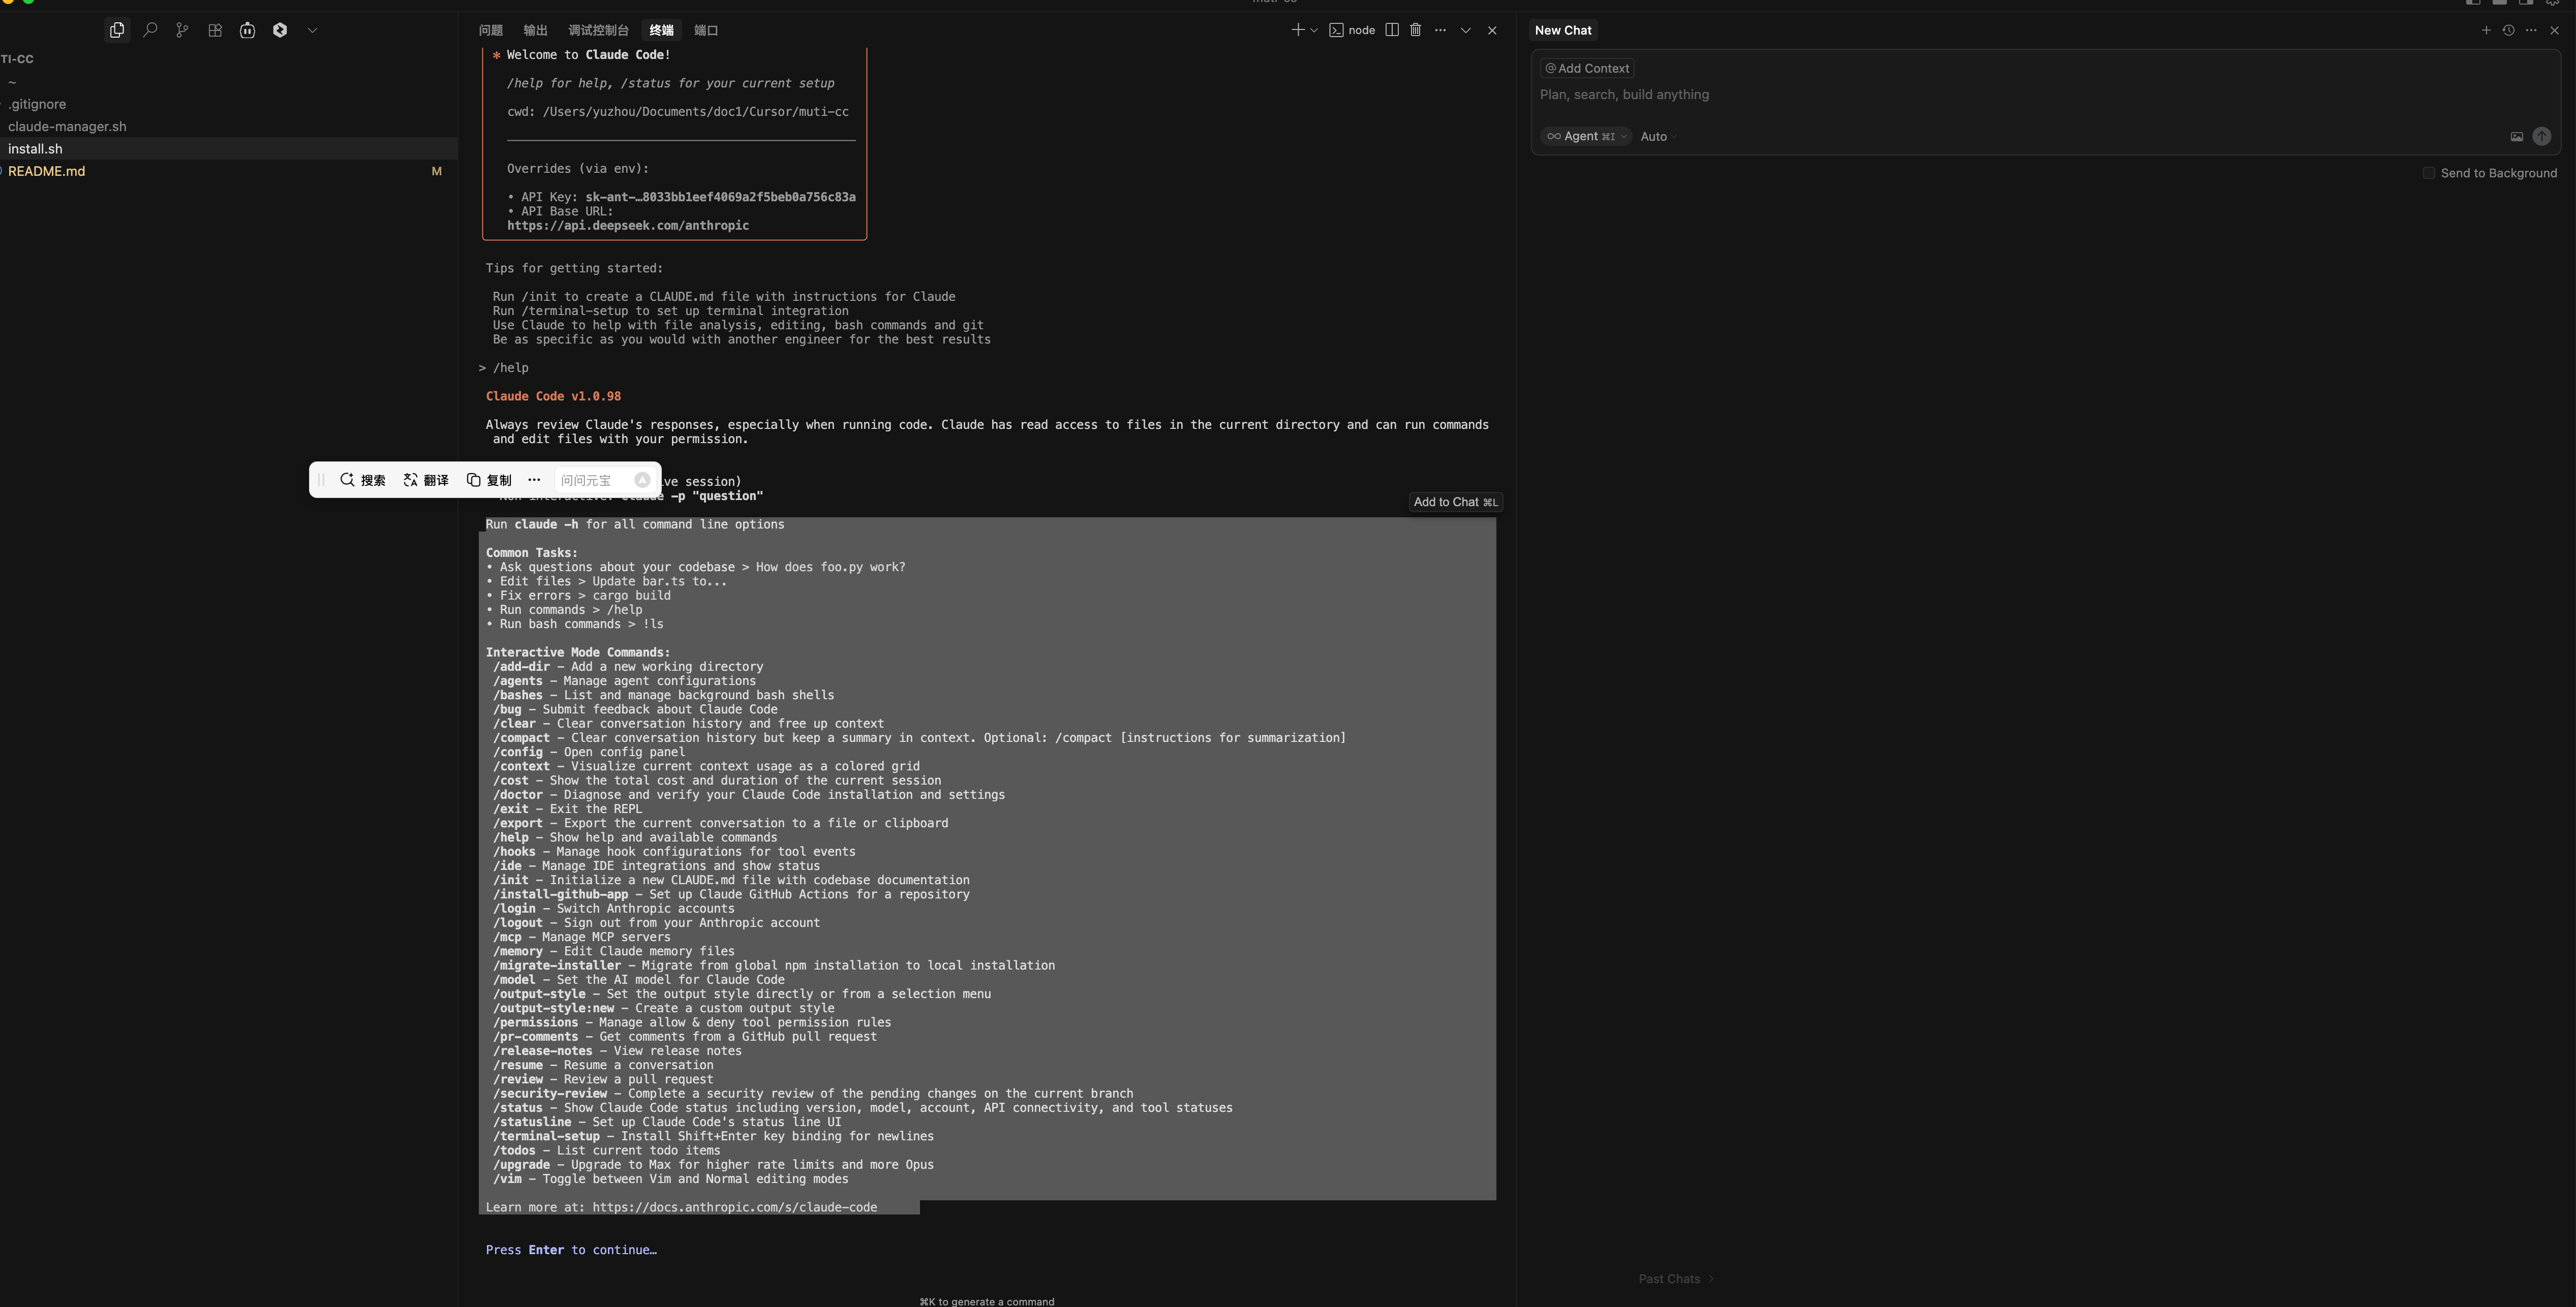 TI-CC
~
.gitignore
claude-manager.sh
install.sh
README.md
M
问题 输出 调试控制台 终端 端口
node
✻ Welcome to Claude Code!
/help for help, /status for your current setup
cwd: /Users/yuzhou/Documents/doc1/Cursor/muti-cc
Overrides (via env):
• API Key: sk-ant-…8033bb1eef4069a2f5beb0a756c83a
• API Base URL:
https://api.deepseek.com/anthropic
Tips for getting started:
Run /init to create a CLAUDE.md file with instructions for Claude
Run /terminal-setup to set up terminal integration
Use Claude to help with file analysis, editing, bash commands and git
Be as specific as you would with another engineer for the best results
> /help
Claude Code v1.0.98
Always review Claude's responses, especially when running code. Claude has read access to files in the current directory and can run commands
and edit files with your permission.
搜索 翻译 复制 ··· 问问元宝
session)
-p "question"
Add to Chat ⌘L
Run claude -h for all command line options
Common Tasks:
• Ask questions about your codebase > How does foo.py work?
• Edit files > Update bar.ts to...
• Fix errors > cargo build
• Run commands > /help
• Run bash commands > !ls
Interactive Mode Commands:
/add-dir - Add a new working directory
/agents - Manage agent configurations
/bashes - List and manage background bash shells
/bug - Submit feedback about Claude Code
/clear - Clear conversation history and free up context
/compact - Clear conversation history but keep a summary in context. Optional: /compact [instructions for summarization]
/config - Open config panel
/context - Visualize current context usage as a colored grid
/cost - Show the total cost and duration of the current session
/doctor - Diagnose and verify your Claude Code installation and settings
/exit - Exit the REPL
/export - Export the current conversation to a file or clipboard
/help - Show help and available commands
/hooks - Manage hook configurations for tool events
/ide - Manage IDE integrations and show status
/init - Initialize a new CLAUDE.md file with codebase documentation
/install-github-app - Set up Claude GitHub Actions for a repository
/login - Switch Anthropic accounts
/logout - Sign out from your Anthropic account
/mcp - Manage MCP servers
/memory - Edit Claude memory files
/migrate-installer - Migrate from global npm installation to local installation
/model - Set the AI model for Claude Code
/output-style - Set the output style directly or from a selection menu
/output-style:new - Create a custom output style
/permissions - Manage allow & deny tool permission rules
/pr-comments - Get comments from a GitHub pull request
/release-notes - View release notes
/resume - Resume a conversation
/review - Review a pull request
/security-review - Complete a security review of the pending changes on the current branch
/status - Show Claude Code status including version, model, account, API connectivity, and tool statuses
/statusline - Set up Claude Code's status line UI
/terminal-setup - Install Shift+Enter key binding for newlines
/todos - List current todo items
/upgrade - Upgrade to Max for higher rate limits and more Opus
/vim - Toggle between Vim and Normal editing modes
Learn more at: https://docs.anthropic.com/s/claude-code
Press Enter to continue…
⌘K to generate a command
New Chat
@ Add Context
Plan, search, build anything
∞ Agent ⌘I Auto
Send to Background
Past Chats >